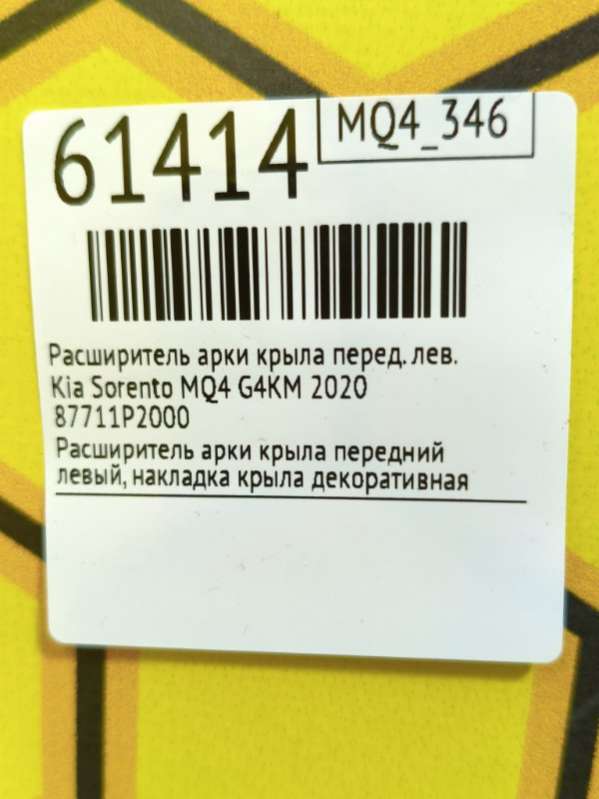 61414
MQ4_346
Расширитель арки крыла перед. лев.
Kia Sorento MQ4 G4KM 2020
87711P2000
Расширитель арки крыла передний
левый, накладка крыла декоративная